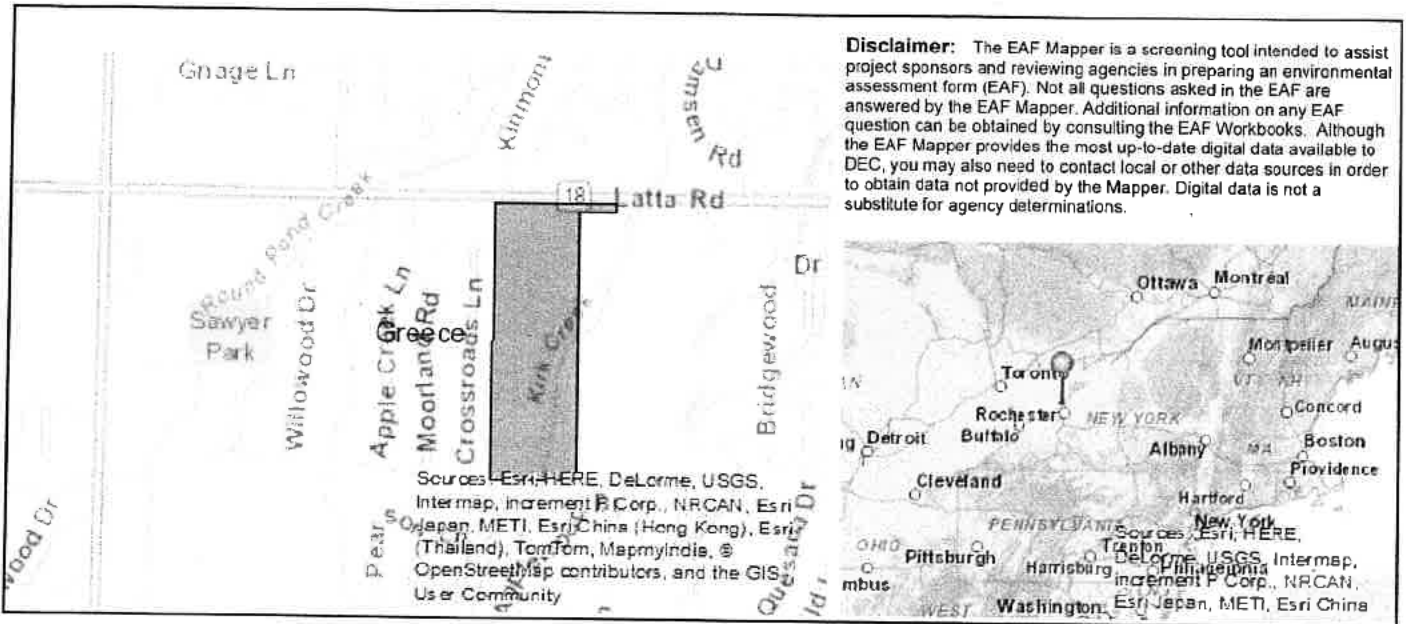 Gnage Ln
Kinmont
Rd
18
Latta Rd
Round Pond Creek
Sawyer
Park
Willowood Dr
Apple Creek Ln
Moorland Rd
Crossroads Ln
Greece
Kirk Creek
Bridgewood
Dr
Wood Dr
Sources: Esri, HERE, DeLorme, USGS,
Intermap, increment P Corp., NRCAN, Esri
Japan, METI, Esri China (Hong Kong), Esri
(Thailand), TomTom, MapmyIndia, ©
OpenStreetMap contributors, and the GIS
User Community
Disclaimer: The EAF Mapper is a screening tool intended to assist
project sponsors and reviewing agencies in preparing an environmental
assessment form (EAF). Not all questions asked in the EAF are
answered by the EAF Mapper. Additional information on any EAF
question can be obtained by consulting the EAF Workbooks. Although
the EAF Mapper provides the most up-to-date digital data available to
DEC, you may also need to contact local or other data sources in order
to obtain data not provided by the Mapper. Digital data is not a
substitute for agency determinations.
Ottawa
Montréal
MAINE
Montpelier
Augus
Toronto
VT
NH
Rochester
NEW YORK
Concord
Detroit
Buffalo
Albany
MA
Boston
Providence
Cleveland
Hartford
PENNSYLVANIA
New York
OHIO
Pittsburgh
Trenton
Harrisburg
Philadelphia
mbus
WEST
Washington
Sources: Esri, HERE,
DeLorme, USGS, Intermap,
increment P Corp., NRCAN,
Esri Japan, METI, Esri China